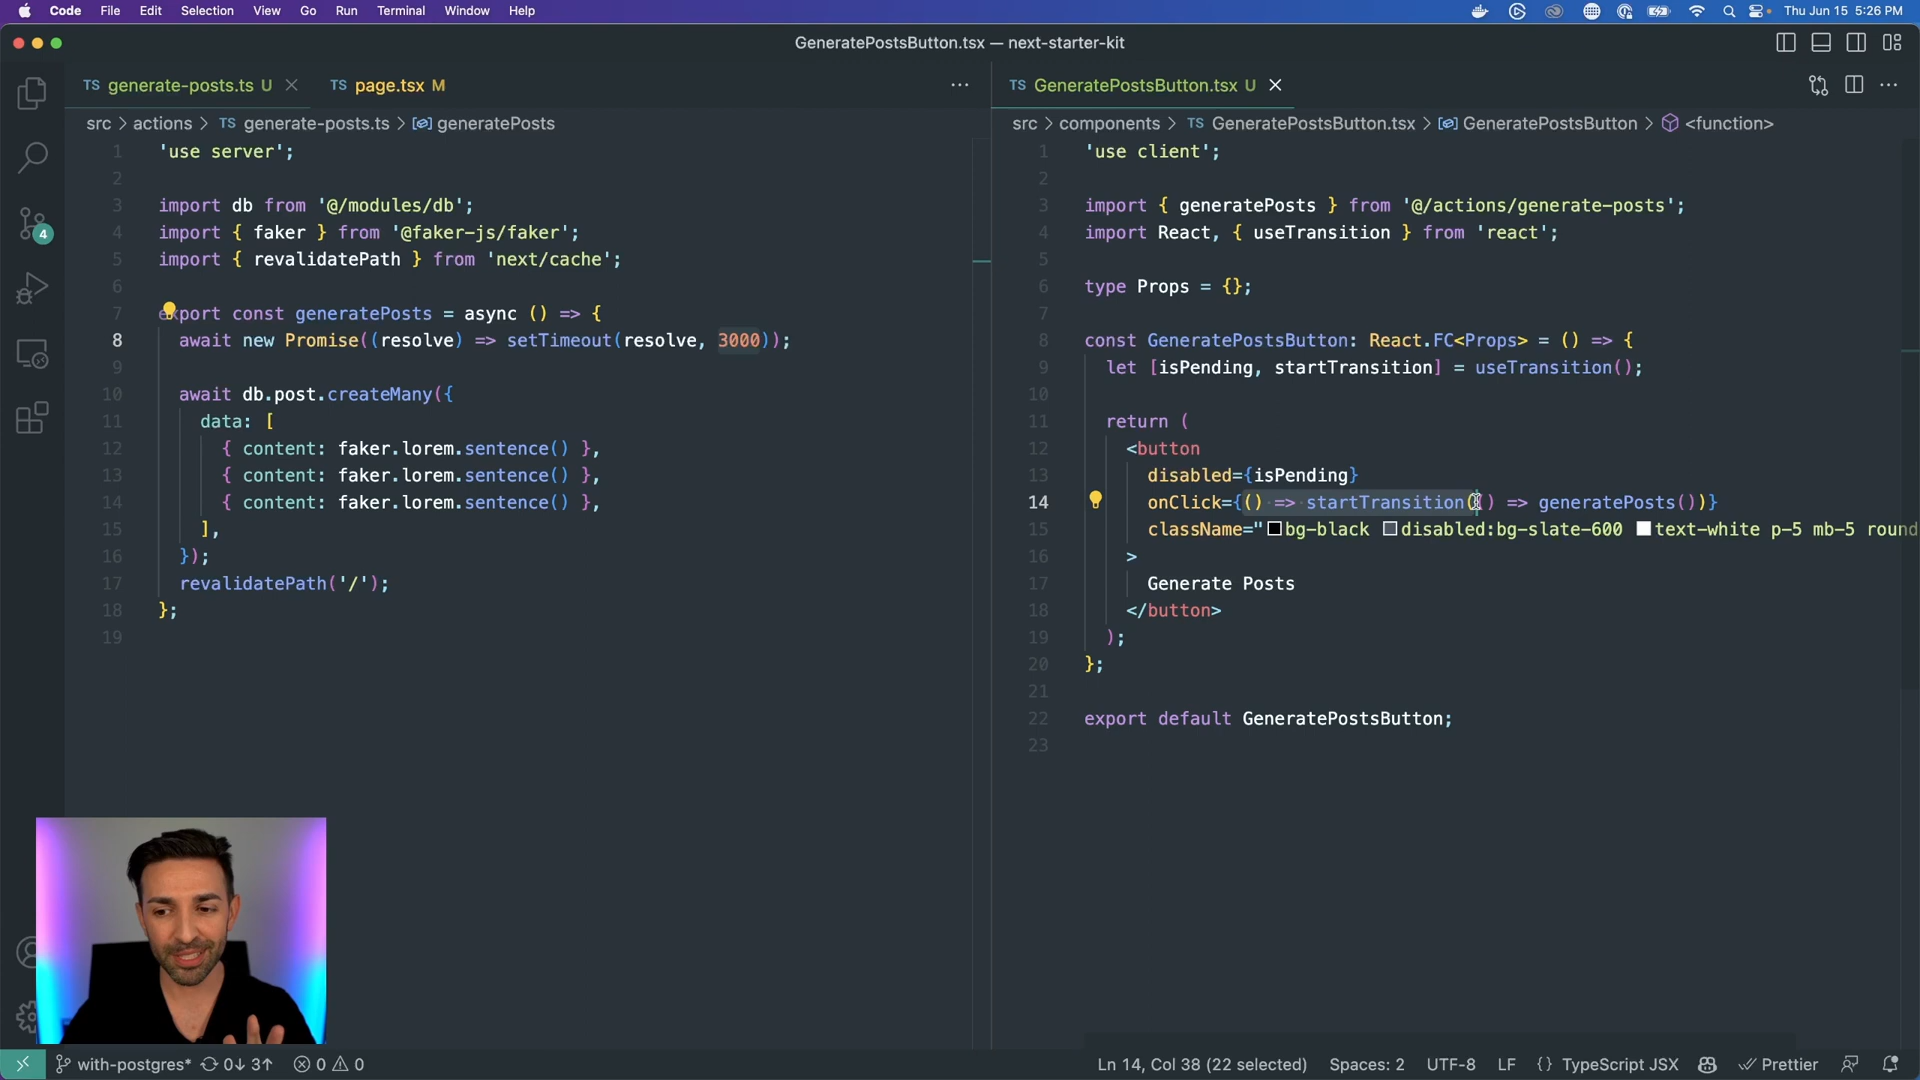 Code File Edit Selection View Go Run Terminal Window Help
Thu Jun 15 5:26 PM
GeneratePostsButton.tsx — next-starter-kit
TS generate-posts.ts U
TS page.tsx M
src > actions > TS generate-posts.ts > generatePosts
1 'use server';
2
3 import db from '@/modules/db';
4 import { faker } from '@faker-js/faker';
5 import { revalidatePath } from 'next/cache';
6
7 export const generatePosts = async () => {
8 await new Promise((resolve) => setTimeout(resolve, 3000));
9
10 await db.post.createMany({
11 data: [
12 { content: faker.lorem.sentence() },
13 { content: faker.lorem.sentence() },
14 { content: faker.lorem.sentence() },
15 ],
16 });
17 revalidatePath('/');
18 };
19
TS GeneratePostsButton.tsx U
src > components > TS GeneratePostsButton.tsx > GeneratePostsButton > <function>
1 'use client';
2
3 import { generatePosts } from '@/actions/generate-posts';
4 import React, { useTransition } from 'react';
5
6 type Props = {};
7
8 const GeneratePostsButton: React.FC<Props> = () => {
9 let [isPending, startTransition] = useTransition();
10
11 return (
12 <button
13 disabled={isPending}
14 onClick={() => startTransition(() => generatePosts())}
15 className="bg-black disabled:bg-slate-600 text-white p-5 mb-5 round
16 >
17 Generate Posts
18 </button>
19 );
20 };
21
22 export default GeneratePostsButton;
23
4
with-postgres* 0↓ 3↑ 0 0
Ln 14, Col 38 (22 selected) Spaces: 2 UTF-8 LF {} TypeScript JSX Prettier